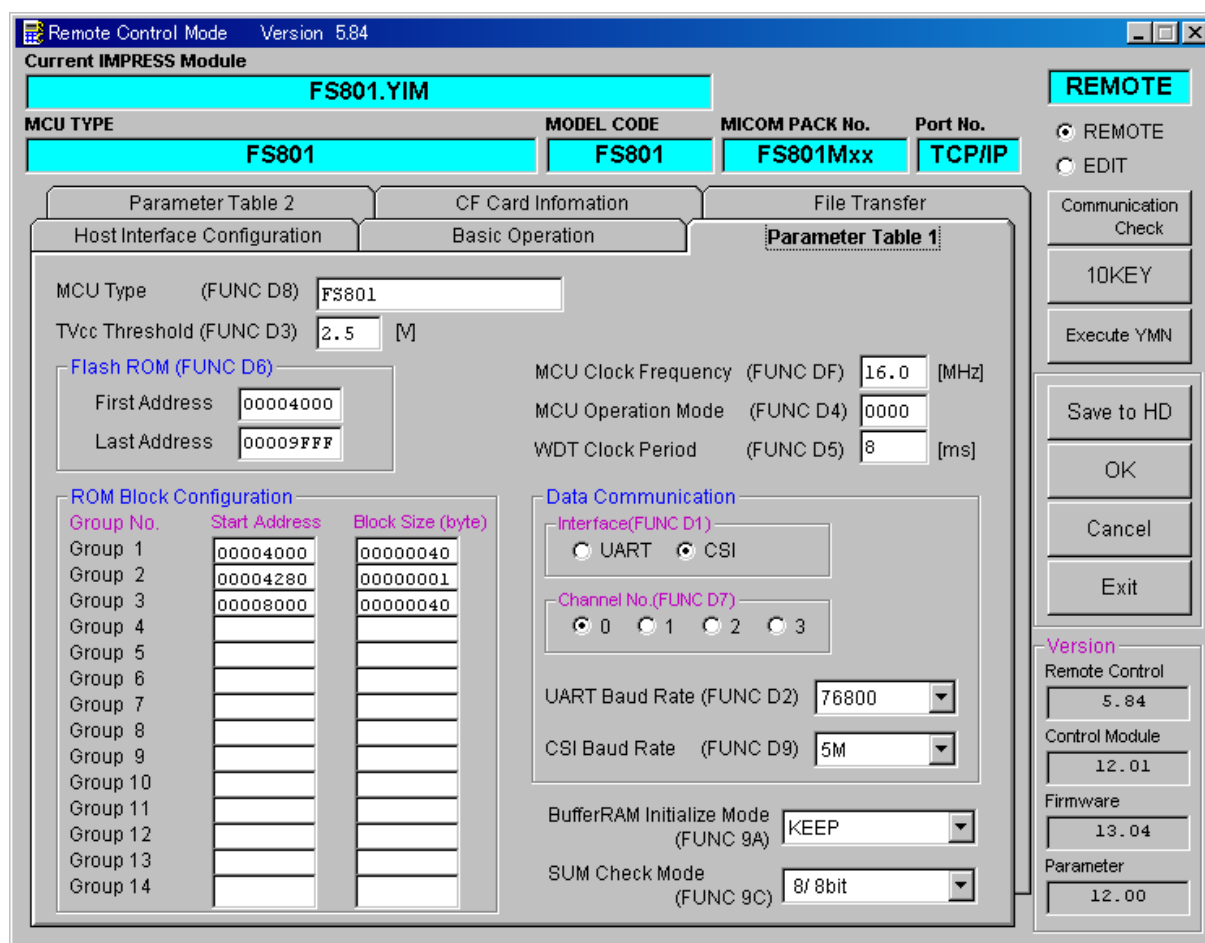 Remote Control Mode Version 5.84
Current IMPRESS Module
FS801.YIM
REMOTE
MCU TYPE MODEL CODE MICOM PACK No. Port No.
FS801 FS801 FS801Mxx TCP/IP
REMOTE
EDIT
Parameter Table 2 CF Card Infomation File Transfer
Host Interface Configuration Basic Operation Parameter Table 1
Communication
Check
10KEY
Execute YMN
Save to HD
OK
Cancel
Exit
MCU Type (FUNC D8) FS801
TVcc Threshold (FUNC D3) 2.5 [V]
Flash ROM (FUNC D6)
First Address 00004000
Last Address 00009FFF
MCU Clock Frequency (FUNC DF) 16.0 [MHz]
MCU Operation Mode (FUNC D4) 0000
WDT Clock Period (FUNC D5) 8 [ms]
ROM Block Configuration
Group No. Start Address Block Size (byte)
Group 1 00004000 00000040
Group 2 00004280 00000001
Group 3 00008000 00000040
Group 4
Group 5
Group 6
Group 7
Group 8
Group 9
Group 10
Group 11
Group 12
Group 13
Group 14
Data Communication
Interface(FUNC D1)
UART CSI
Channel No.(FUNC D7)
0 1 2 3
UART Baud Rate (FUNC D2) 76800
CSI Baud Rate (FUNC D9) 5M
BufferRAM Initialize Mode
(FUNC 9A) KEEP
SUM Check Mode
(FUNC 9C) 8/ 8bit
Version
Remote Control
5.84
Control Module
12.01
Firmware
13.04
Parameter
12.00